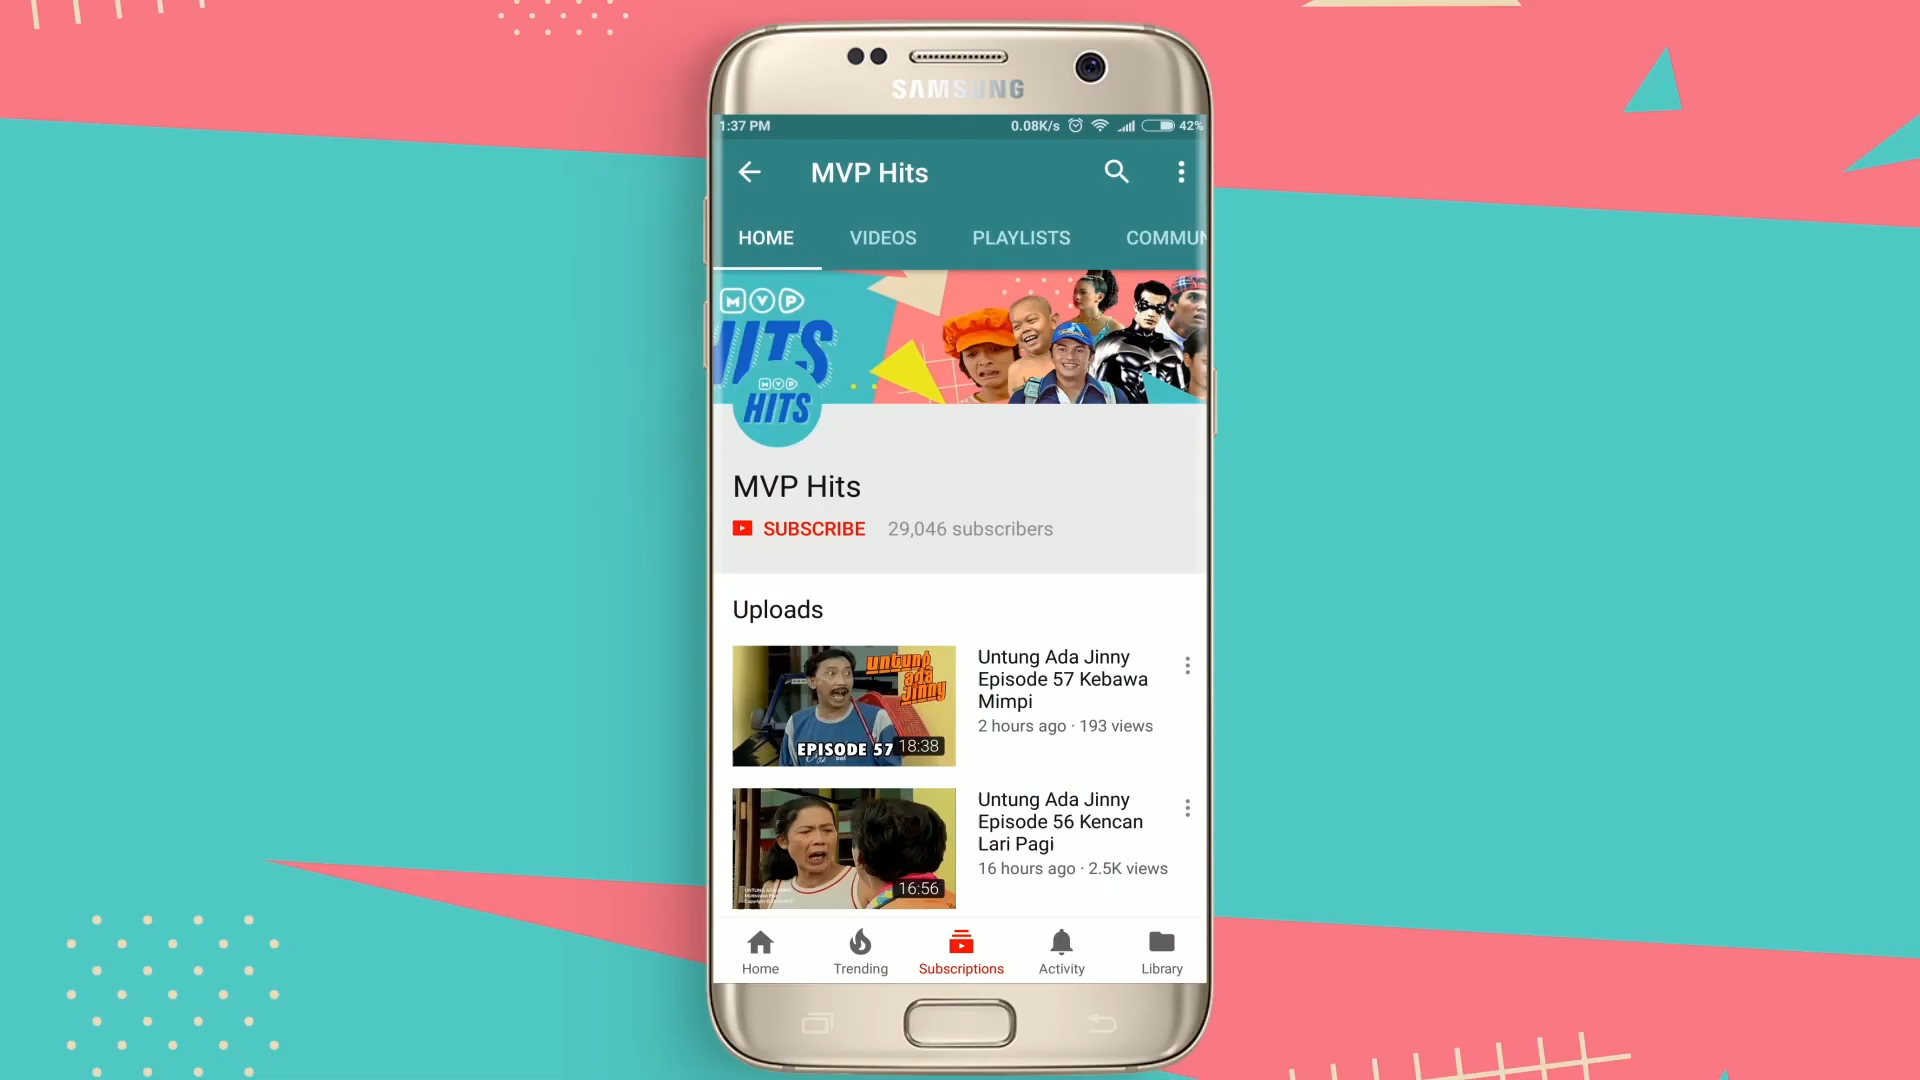 SAMSUNG
1:37 PM
0.08K/s
42%
MVP Hits
HOME
VIDEOS
PLAYLISTS
COMMUN
MVP
HITS
MVP
HITS
MVP Hits
SUBSCRIBE
29,046 subscribers
Uploads
untung
ada
jinny
EPISODE 57
18:38
Untung Ada Jinny
Episode 57 Kebawa
Mimpi
2 hours ago · 193 views
16:56
Untung Ada Jinny
Episode 56 Kencan
Lari Pagi
16 hours ago · 2.5K views
Home
Trending
Subscriptions
Activity
Library